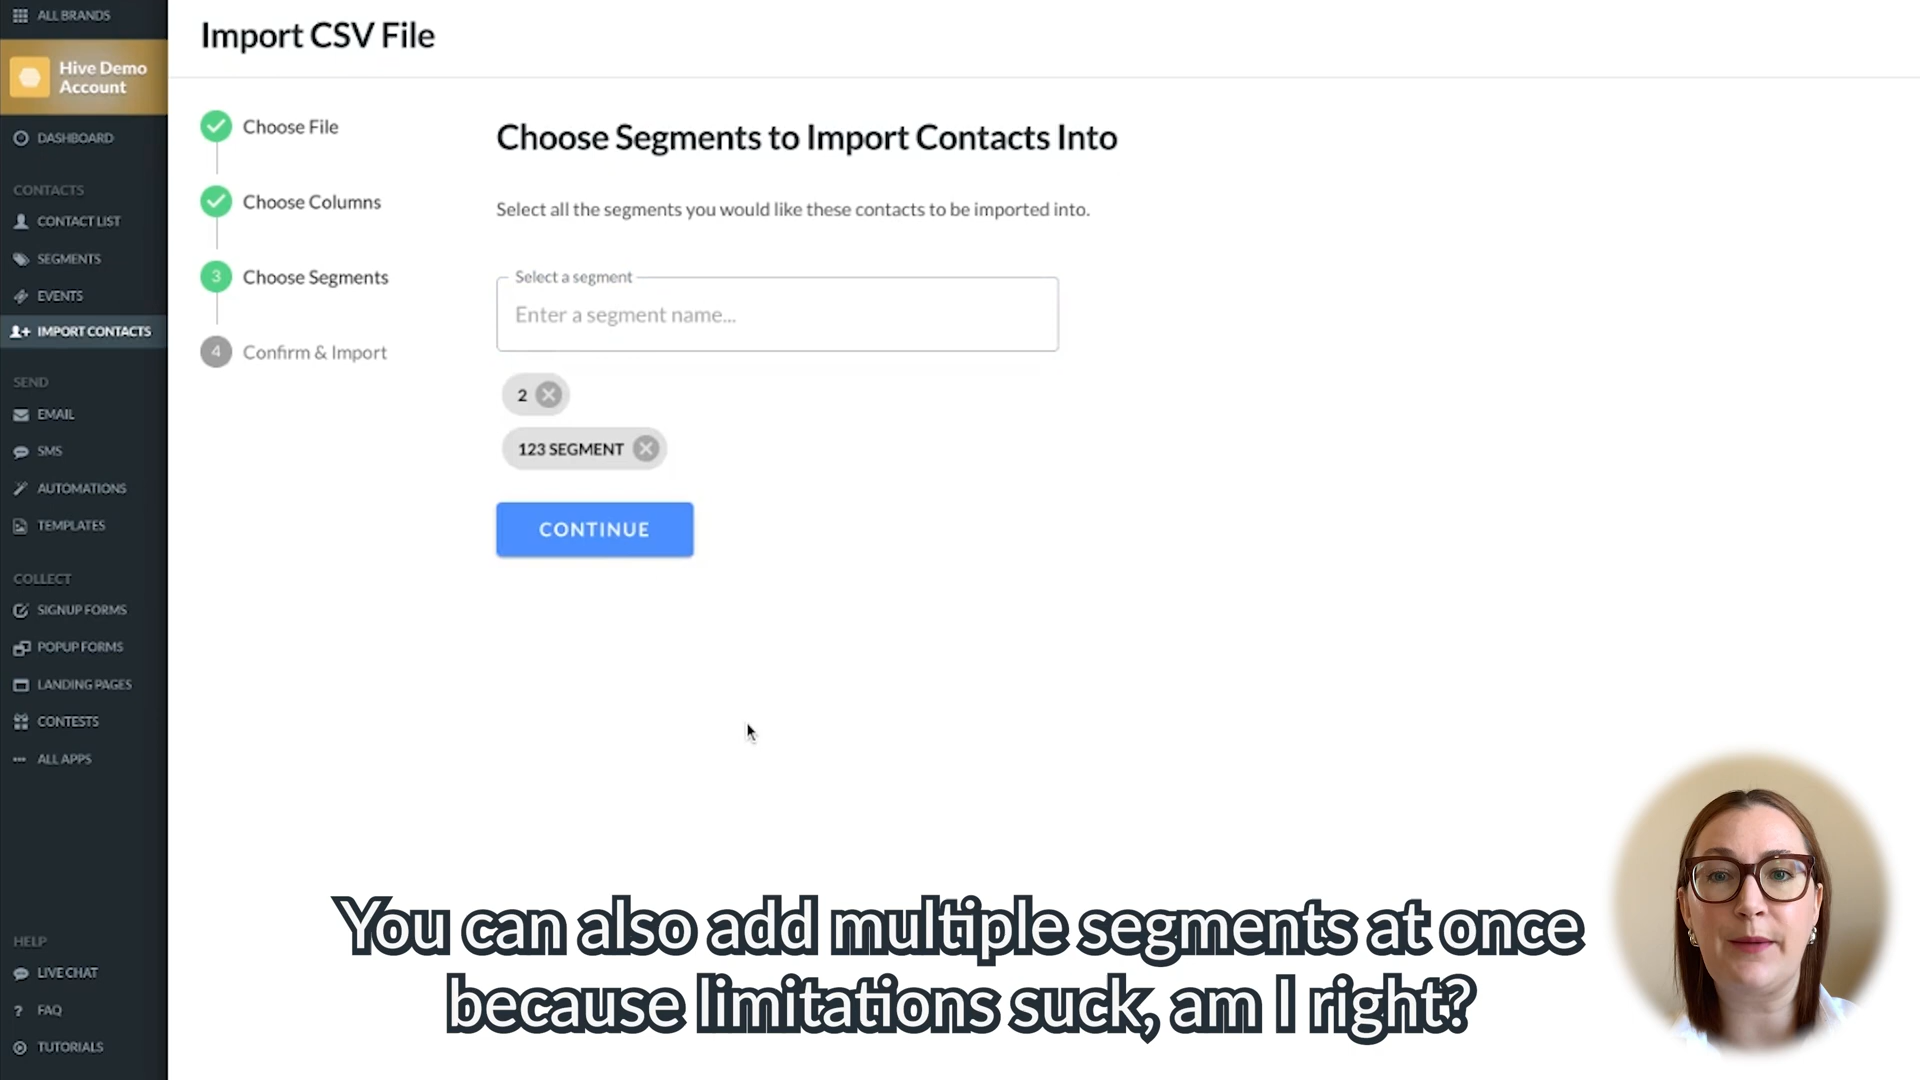 ALL BRANDS
Hive Demo
Account
DASHBOARD
CONTACTS
CONTACT LIST
SEGMENTS
EVENTS
IMPORT CONTACTS
SEND
EMAIL
SMS
AUTOMATIONS
TEMPLATES
COLLECT
SIGNUP FORMS
POPUP FORMS
LANDING PAGES
CONTESTS
ALL APPS
HELP
LIVE CHAT
FAQ
TUTORIALS
Import CSV File
Choose File
Choose Columns
3 Choose Segments
4 Confirm & Import
Choose Segments to Import Contacts Into
Select all the segments you would like these contacts to be imported into.
Select a segment
Enter a segment name...
2
123 SEGMENT
CONTINUE
You can also add multiple segments at once
because limitations suck, am I right?